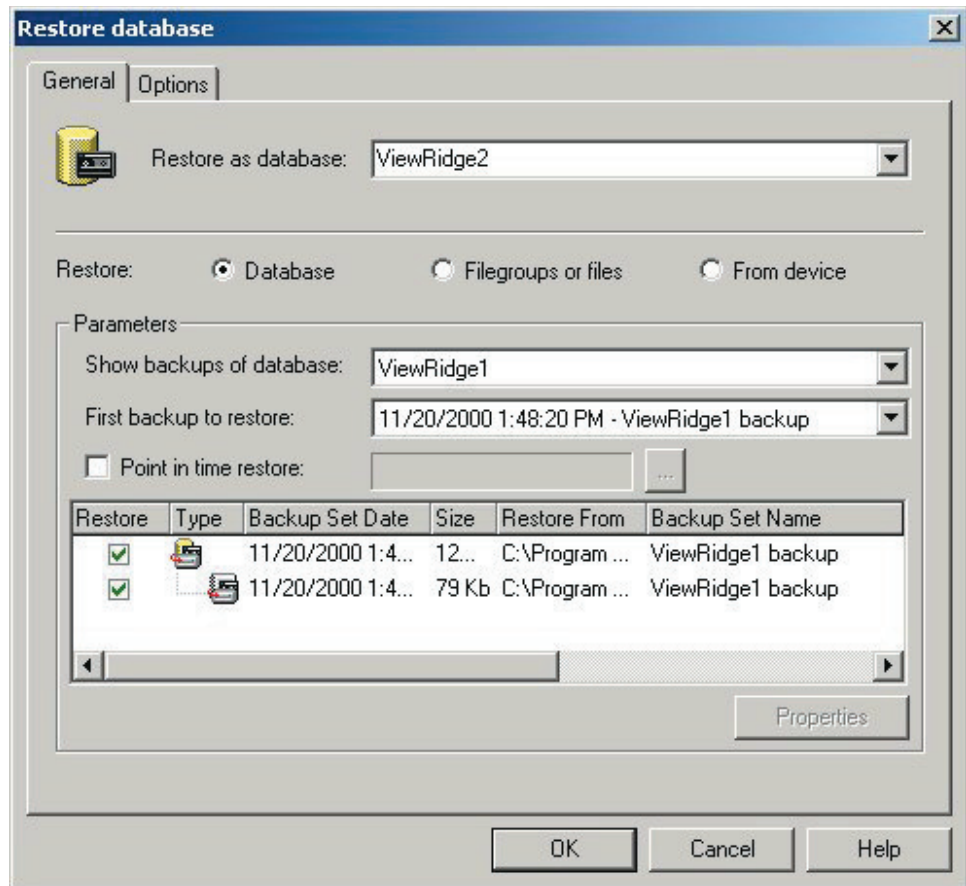 Restore database
General Options
Restore as database: ViewRidge2
Restore: Database Filegroups or files From device
Parameters
Show backups of database: ViewRidge1
First backup to restore: 11/20/2000 1:48:20 PM - ViewRidge1 backup
Point in time restore: ...
Restore Type Backup Set Date Size Restore From Backup Set Name
11/20/2000 1:4... 12... C:\Program ... ViewRidge1 backup
11/20/2000 1:4... 79 Kb C:\Program ... ViewRidge1 backup
Properties
OK Cancel Help